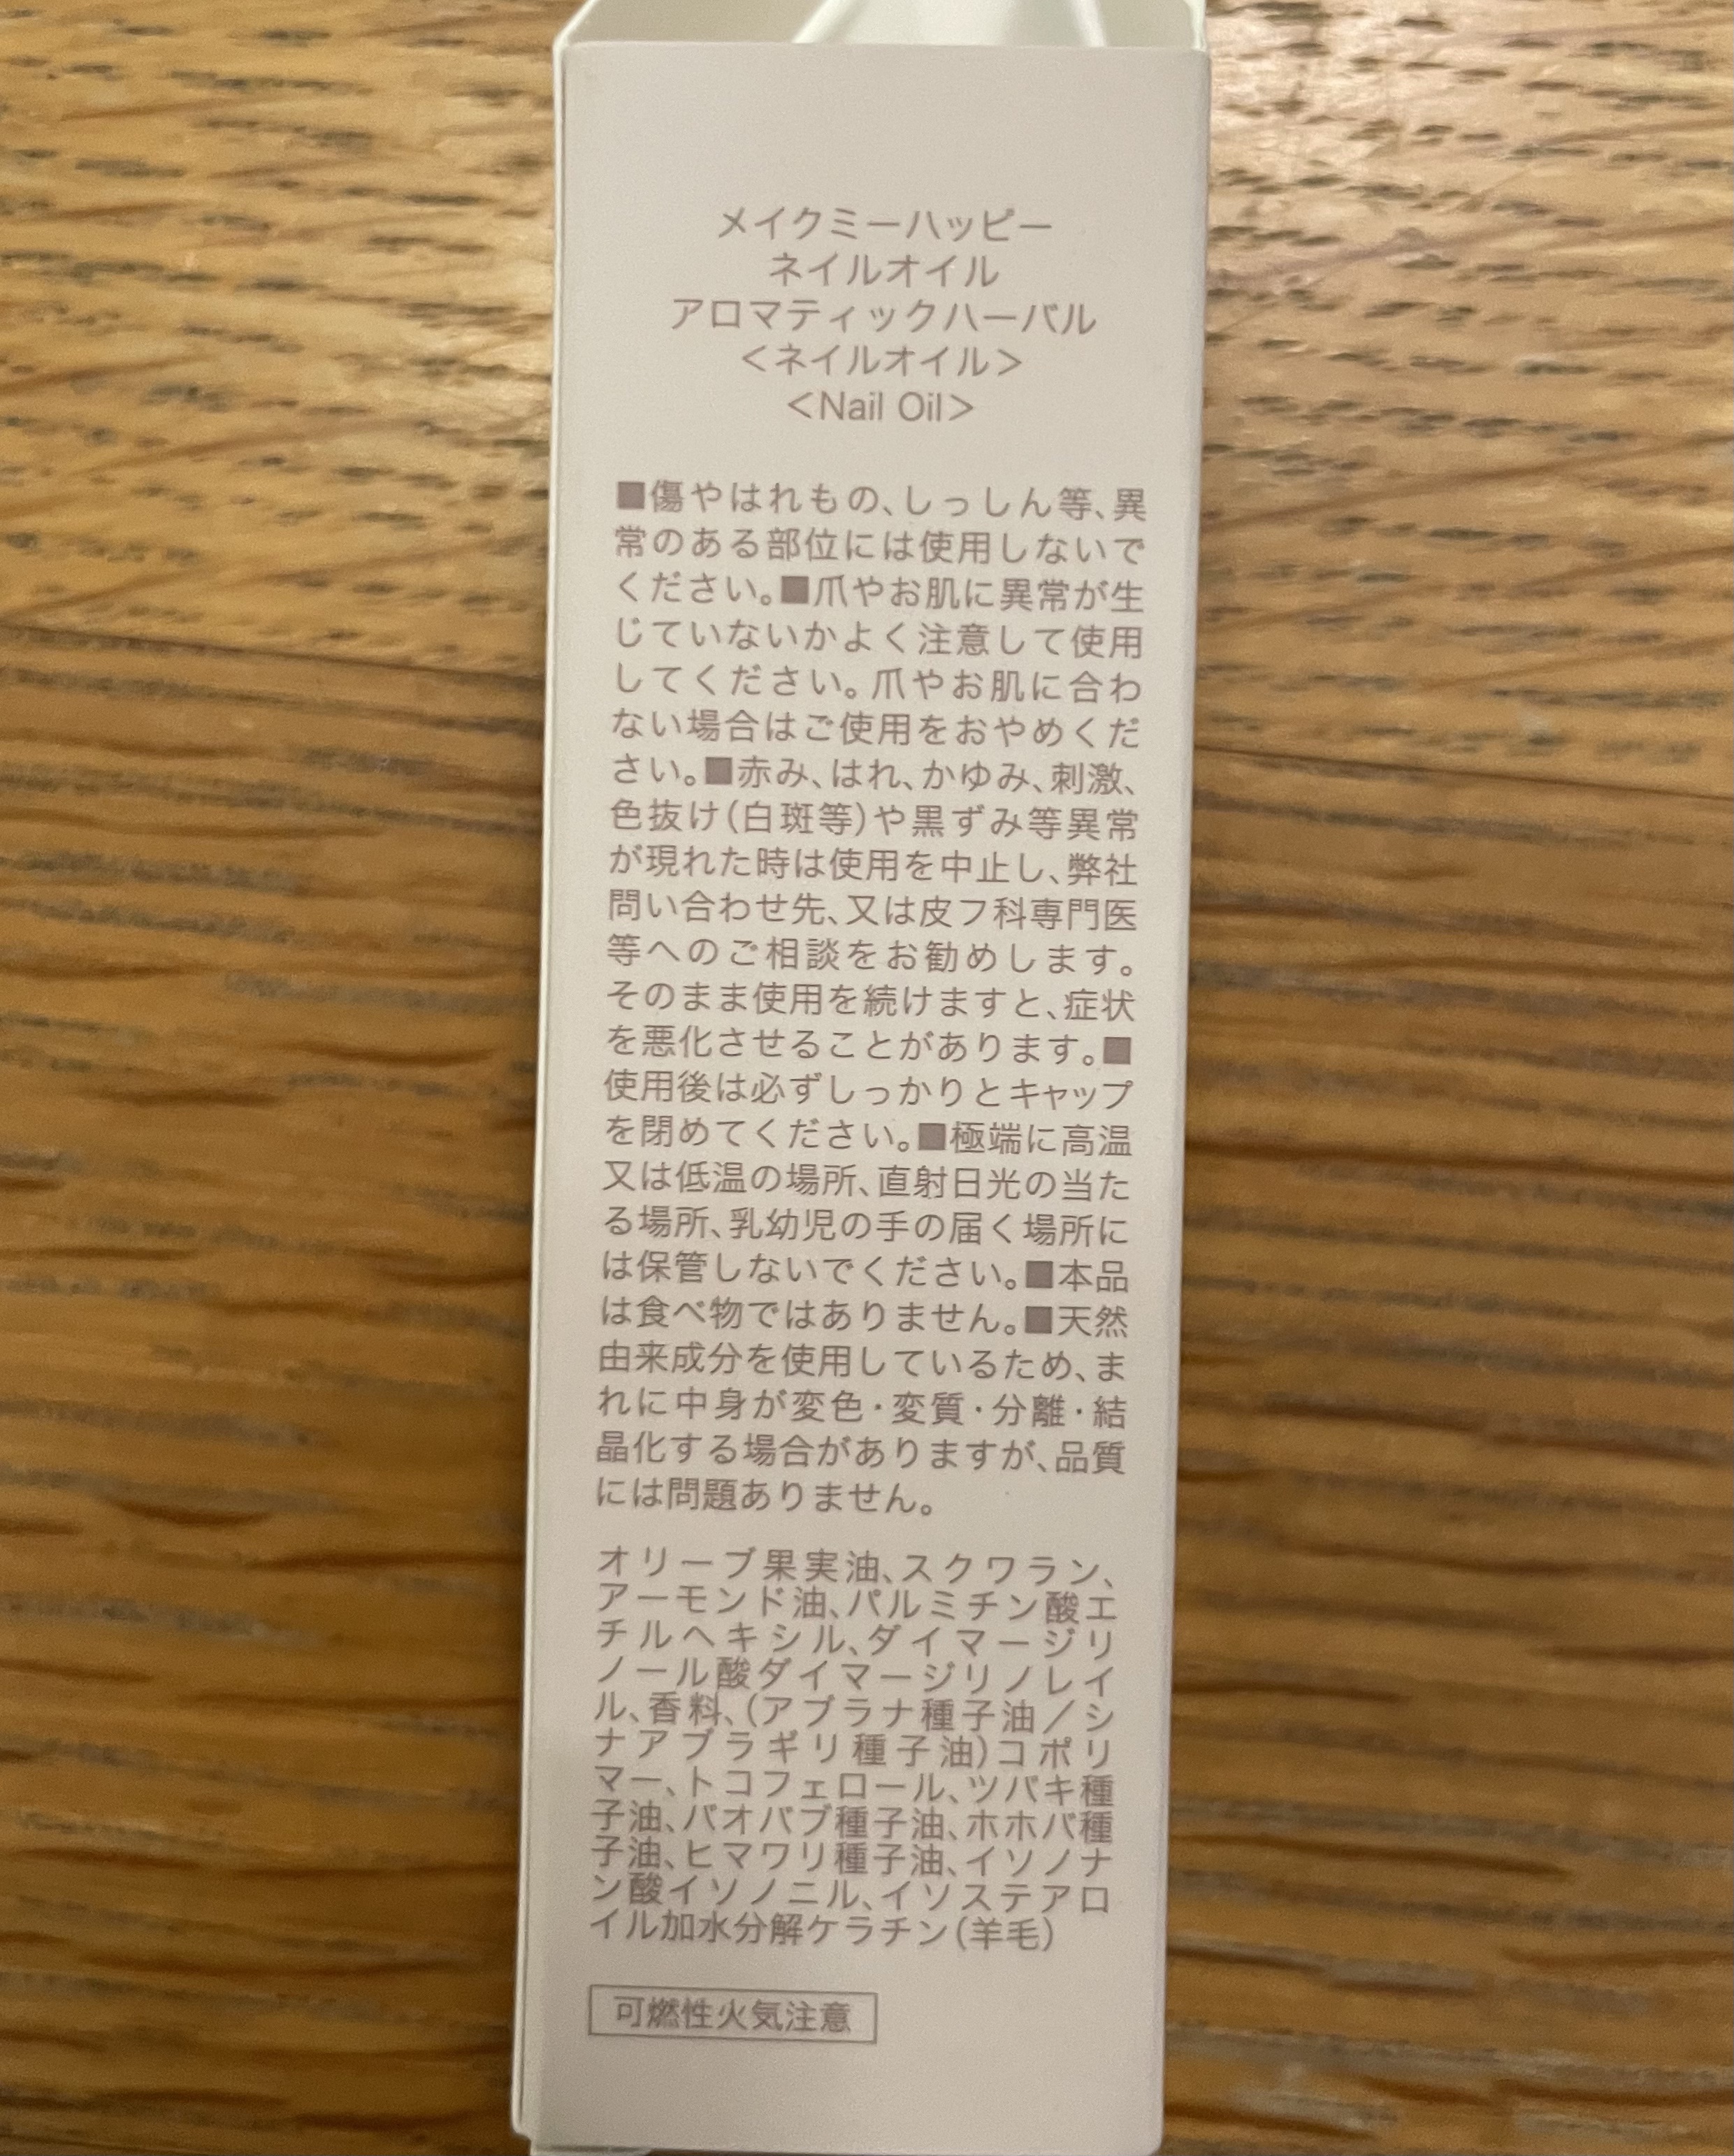 メイクミーハッピー
ネイルオイル
アロマティックハーバル
<ネイルオイル>
<Nail Oil>
■傷やはれもの、しっしん等、異
常のある部位には使用しないで
ください。■爪やお肌に異常が生
じていないかよく注意して使用
してください。爪やお肌に合わ
ない場合はご使用をおやめくだ
さい。■赤み、はれ、かゆみ、刺激、
色抜け(白斑等)や黒ずみ等異常
が現れた時は使用を中止し、弊社
問い合わせ先、又は皮フ科専門医
等へのご相談をお勧めします。
そのまま使用を続けますと、症状
を悪化させることがあります。■
使用後は必ずしっかりとキャップ
を閉めてください。■極端に高温
又は低温の場所、直射日光の当た
る場所、乳幼児の手の届く場所に
は保管しないでください。■本品
は食べ物ではありません。■天然
由来成分を使用しているため、ま
れに中身が変色・変質・分離・結
晶化する場合がありますが、品質
には問題ありません。
オリーブ果実油、スクワラン、
アーモンド油、パルミチン酸エ
チルヘキシル、ダイマージリ
ノール酸ダイマージリノレイ
ル、香料、(アブラナ種子油/シ
ナアブラギリ種子油)コポリ
マー、トコフェロール、ツバキ種
子油、バオバブ種子油、ホホバ種
子油、ヒマワリ種子油、イソノナ
ン酸イソノニル、イソステアロ
イル加水分解ケラチン(羊毛)
可燃性火気注意